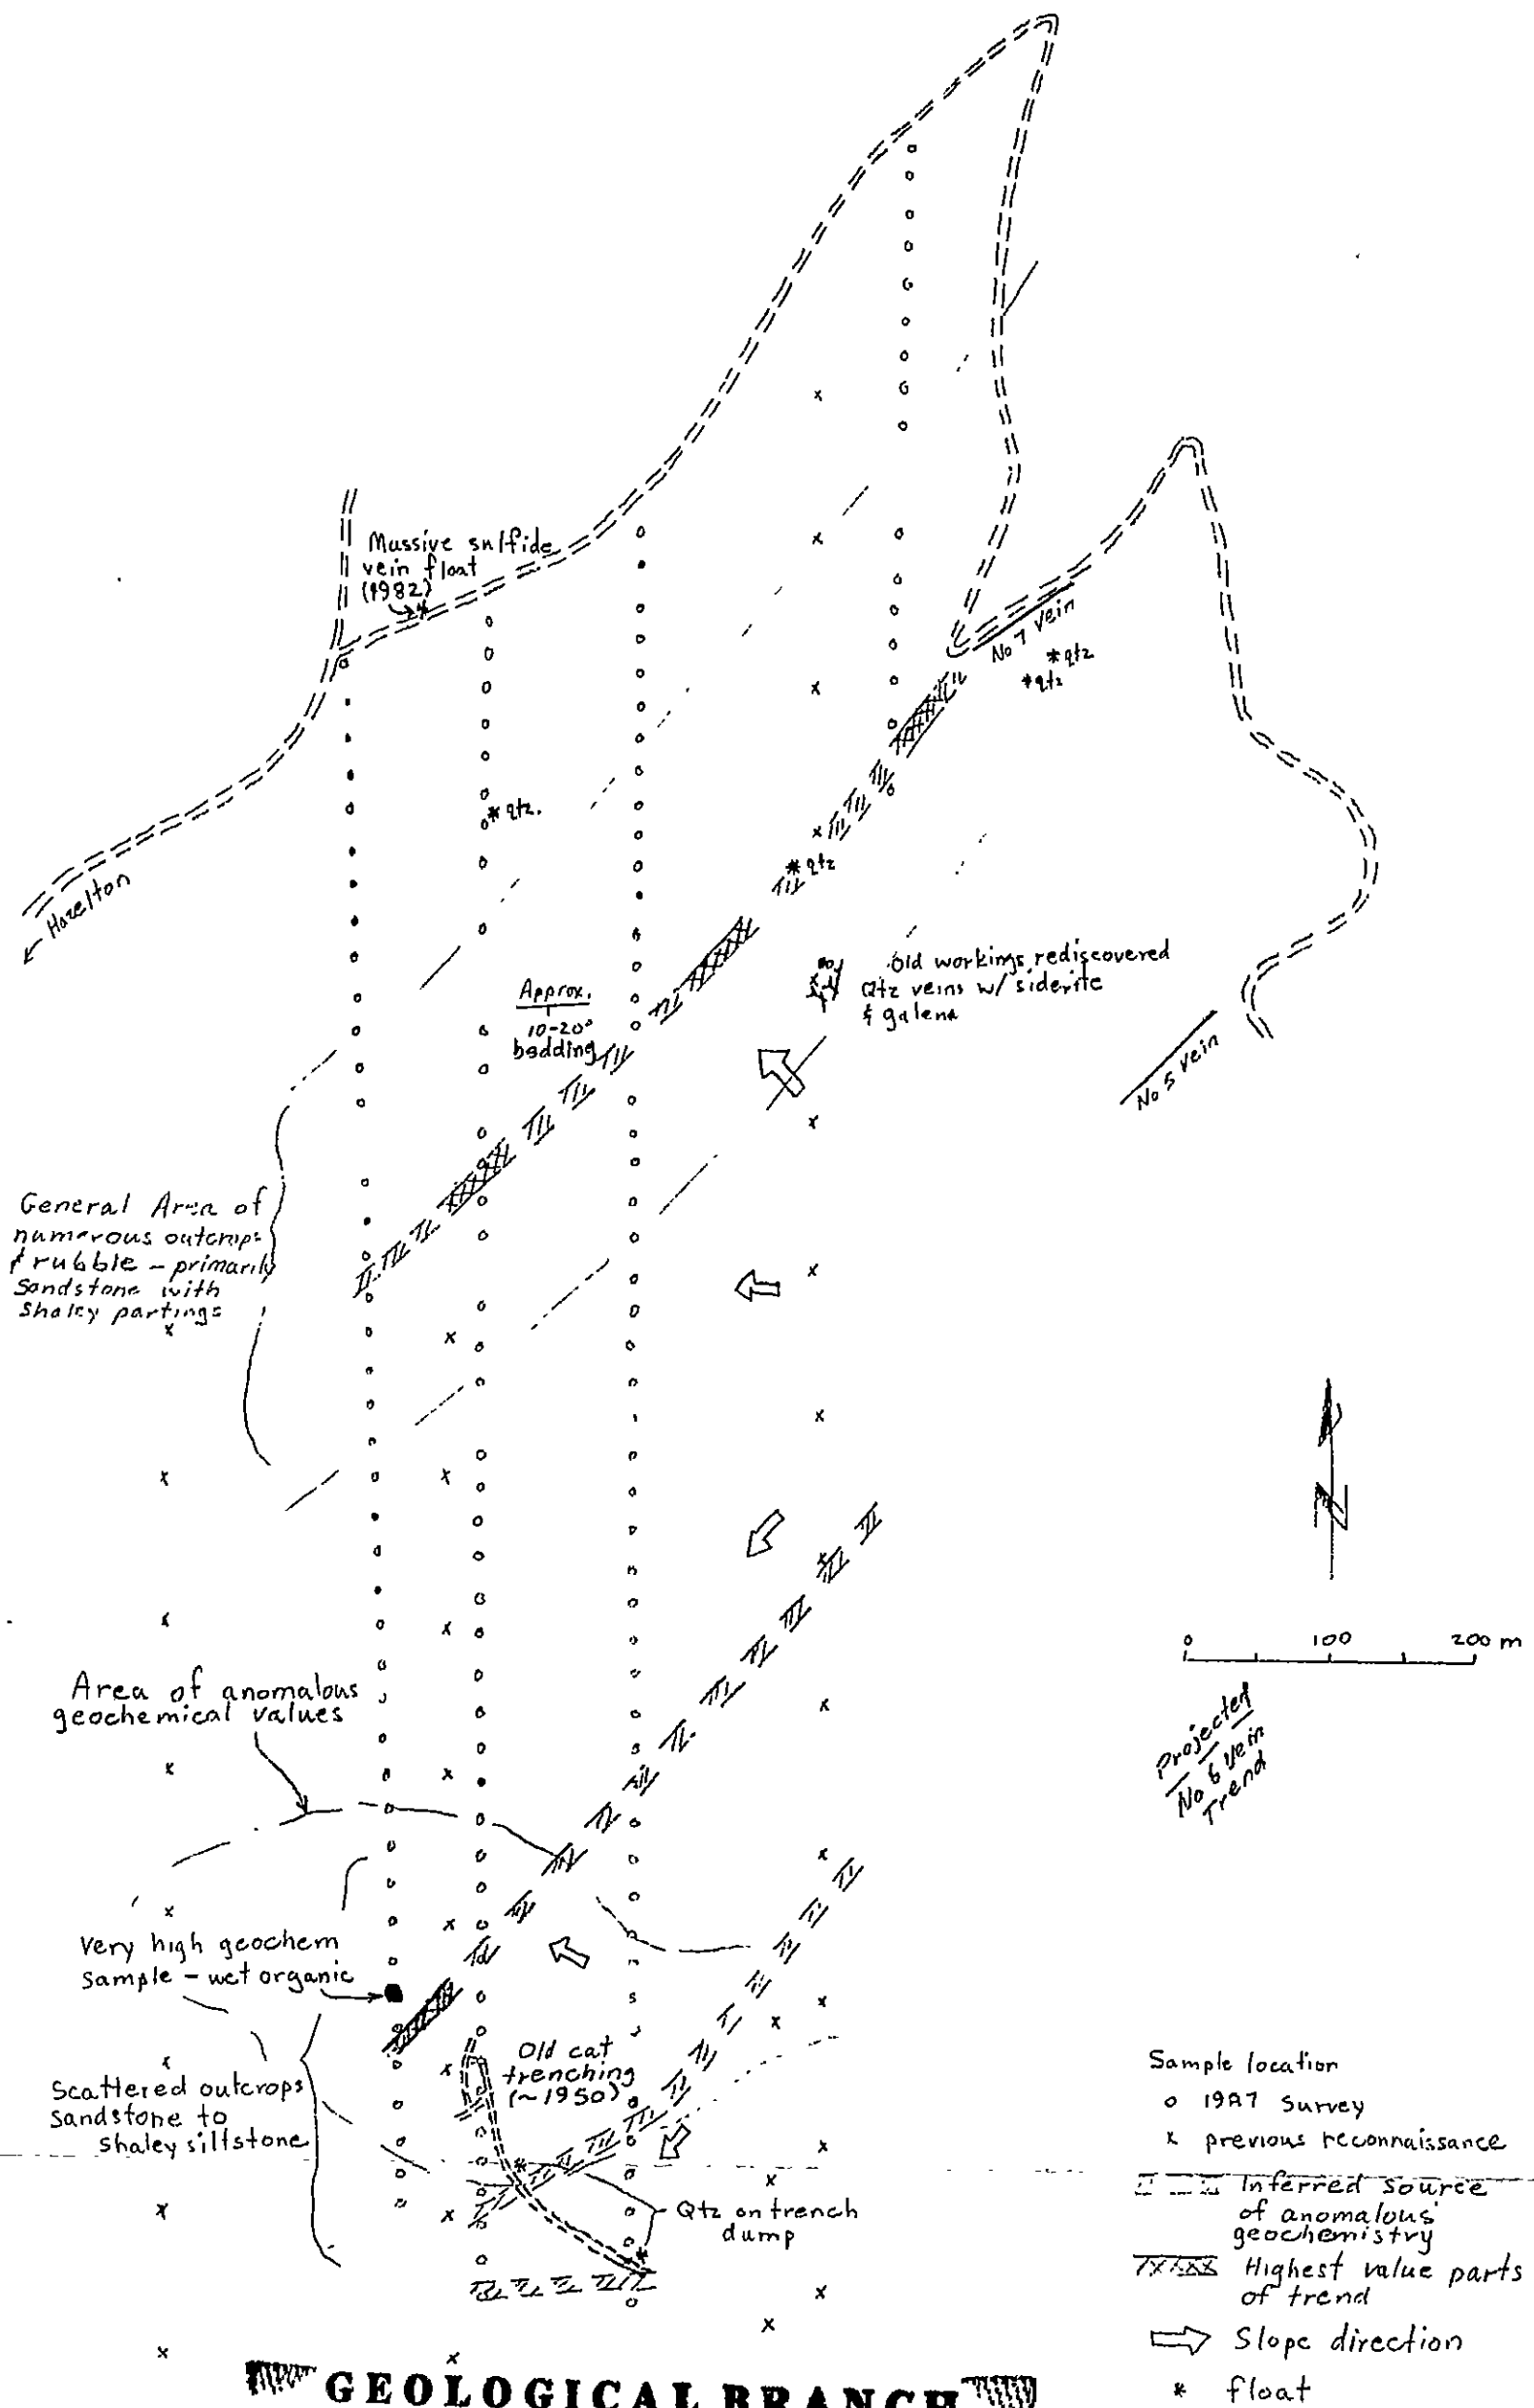 Massive sulfide
vein float
(1982)
No 7 vein
* qtz
* qtz
* qtz.
* qtz
Hazelton
Approx.
10-20°
bedding
Old workings rediscovered
Qtz veins w/ siderite
& galena
No 5 vein
General Area of
numerous outcrops
& rubble - primarily
Sandstone with
Shaley partings
N
0 100 200 m
Projected
No 6 Vein
Trend
Area of anomalous
geochemical values
Very high geochem
sample - wet organic
Old cat
trenching
(~1950)
Scattered outcrops
Sandstone to
shaley siltstone
Qtz on trench
dump
Sample location
o 1987 Survey
x previous reconnaissance
Inferred source
of anomalous
geochemistry
Highest value parts
of trend
Slope direction
* float
GEOLOGICAL BRANCH